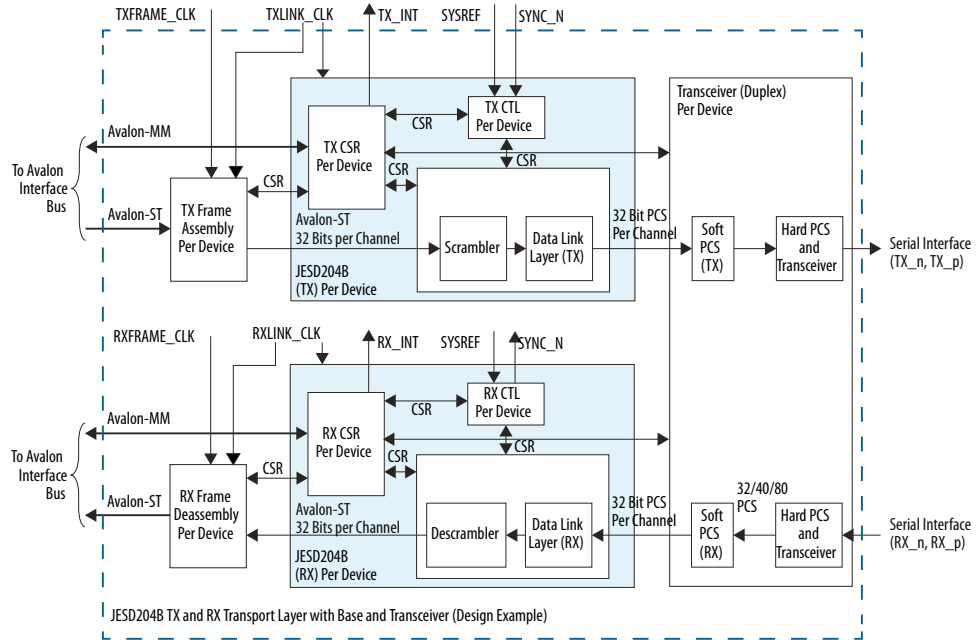 TXFRAME_CLK
TXLINK_CLK
TX_INT
SYSREF
SYNC_N
Transceiver (Duplex)
Per Device
TX CTL
Per Device
CSR
TX CSR
Per Device
Avalon-MM
CSR
CSR
CSR
To Avalon
Interface
Bus
Avalon-ST
TX Frame
Assembly
Per Device
Avalon-ST
32 Bits per Channel
Scrambler
Data Link
Layer (TX)
32 Bit PCS
Per Channel
Soft
PCS
(TX)
Hard PCS
and
Transceiver
Serial Interface
(TX_n, TX_p)
JESD204B
(TX) Per Device
RXFRAME_CLK
RXLINK_CLK
RX_INT
SYSREF
SYNC_N
RX CTL
Per Device
CSR
RX CSR
Per Device
Avalon-MM
CSR
CSR
CSR
To Avalon
Interface
Bus
Avalon-ST
RX Frame
Deassembly
Per Device
Avalon-ST
32 Bits per Channel
Descrambler
Data Link
Layer (RX)
32 Bit PCS
Per Channel
Soft
PCS
(RX)
32/40/80
PCS
Hard PCS
and
Transceiver
Serial Interface
(RX_n, RX_p)
JESD204B
(RX) Per Device
JESD204B TX and RX Transport Layer with Base and Transceiver (Design Example)